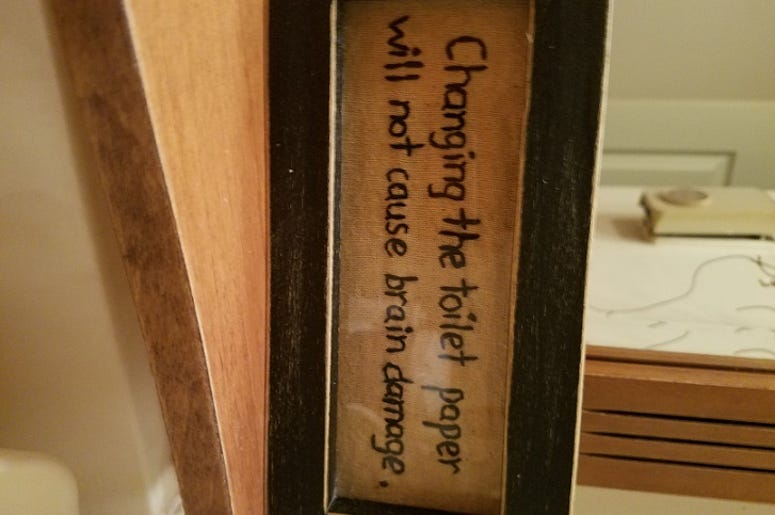 Changing the toilet paper
will not cause brain damage.